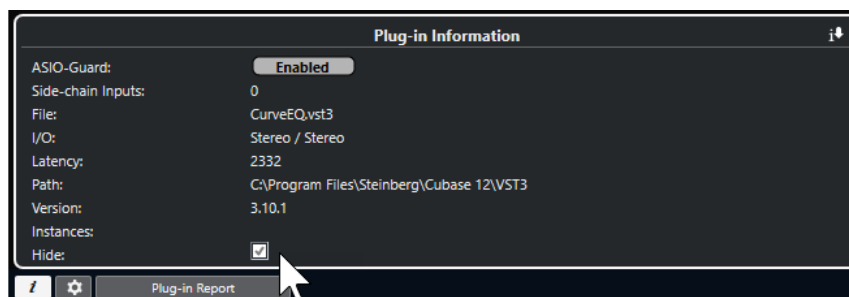 Plug-in Information
ASIO-Guard: Enabled
Side-chain Inputs: 0
File: CurveEQ.vst3
I/O: Stereo / Stereo
Latency: 2332
Path: C:\Program Files\Steinberg\Cubase 12\VST3
Version: 3.10.1
Instances:
Hide:
i Plug-in Report